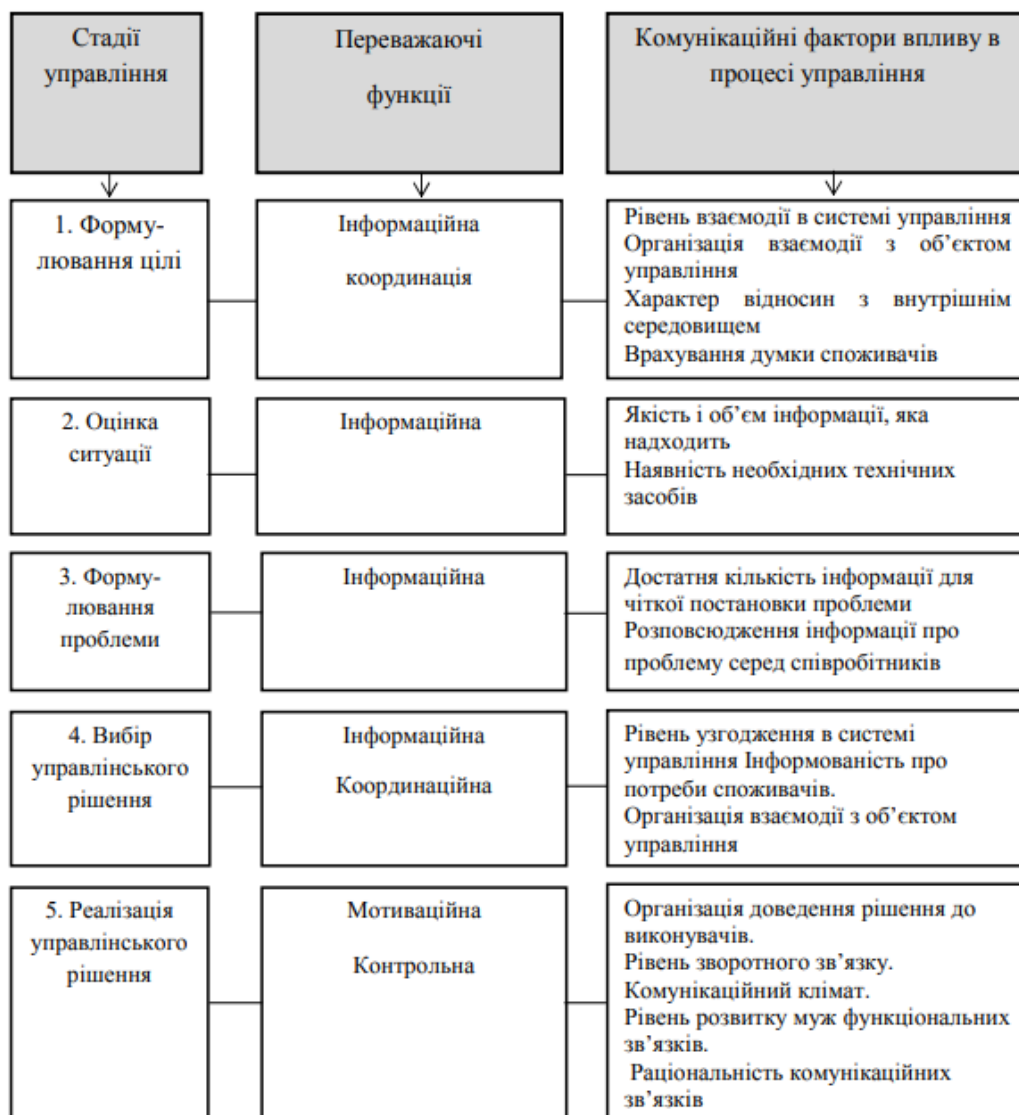 Стадії
управління
Переважаючі
функції
Комунікаційні фактори впливу в
процесі управління
1. Форму-
лювання цілі
Інформаційна
координація
Рівень взаємодії в системі управління
Організація взаємодії з об’єктом
управління
Характер відносин з внутрішнім
середовищем
Врахування думки споживачів
2. Оцінка
ситуації
Інформаційна
Якість і об’єм інформації, яка
надходить
Наявність необхідних технічних
засобів
3. Форму-
лювання
проблеми
Інформаційна
Достатня кількість інформації для
чіткої постановки проблеми
Розповсюдження інформації про
проблему серед співробітників
4. Вибір
управлінського
рішення
Інформаційна
Координаційна
Рівень узгодження в системі
управління Інформованість про
потреби споживачів.
Організація взаємодії з об’єктом
управління
5. Реалізація
управлінського
рішення
Мотиваційна
Контрольна
Організація доведення рішення до
виконувачів.
Рівень зворотного зв’язку.
Комунікаційний клімат.
Рівень розвитку муж функціональних
зв’язків.
Раціональність комунікаційних
зв’язків